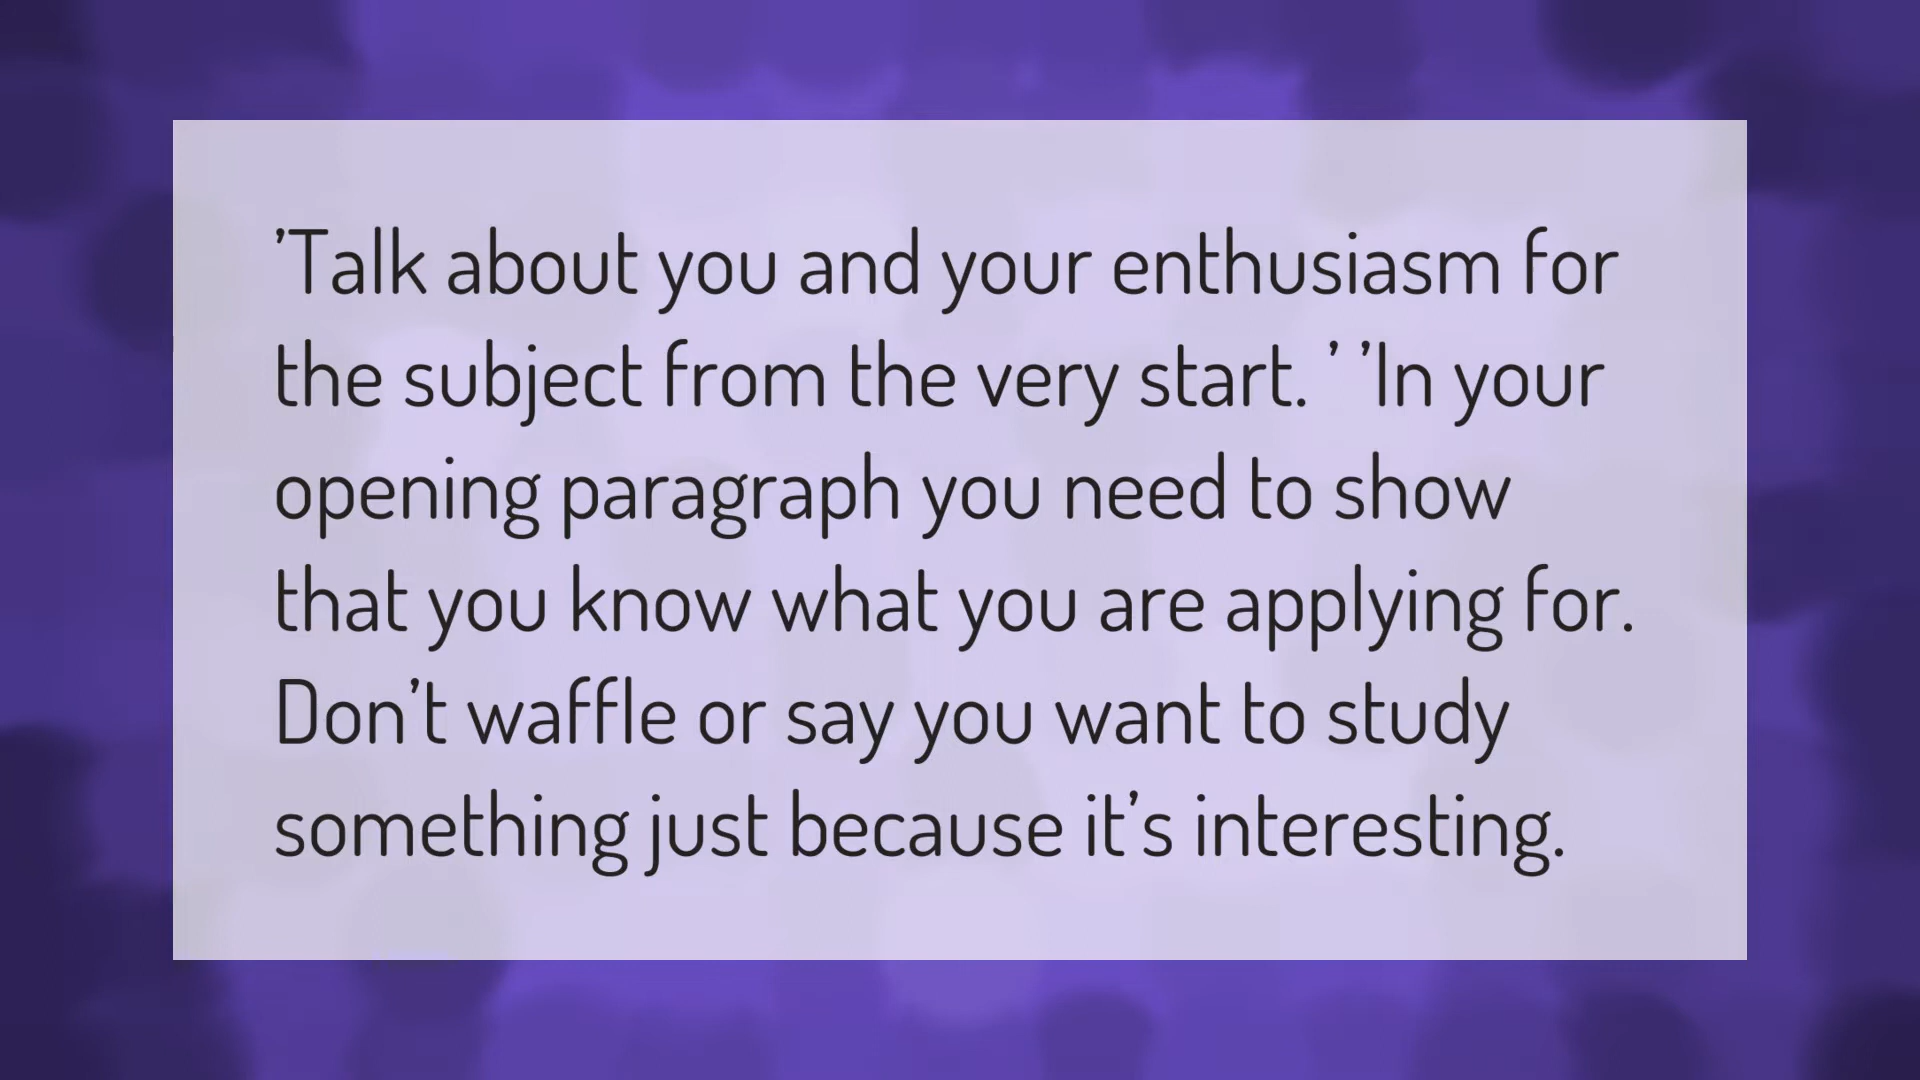 ’Talk about you and your enthusiasm for
the subject from the very start. ’ ’In your
opening paragraph you need to show
that you know what you are applying for.
Don’t waffle or say you want to study
something just because it’s interesting.